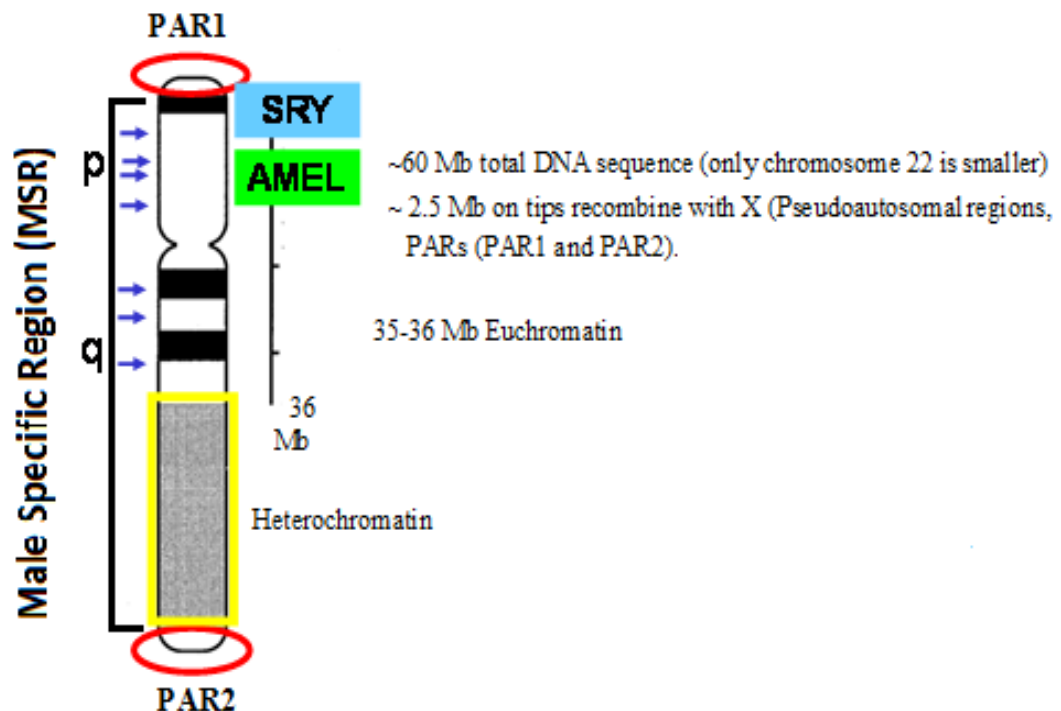 PAR1
SRY
AMEL
p
q
Male Specific Region (MSR)
~60 Mb total DNA sequence (only chromosome 22 is smaller)
~ 2.5 Mb on tips recombine with X (Pseudoautosomal regions,
PARs (PAR1 and PAR2).
35-36 Mb Euchromatin
36
Mb
Heterochromatin
PAR2